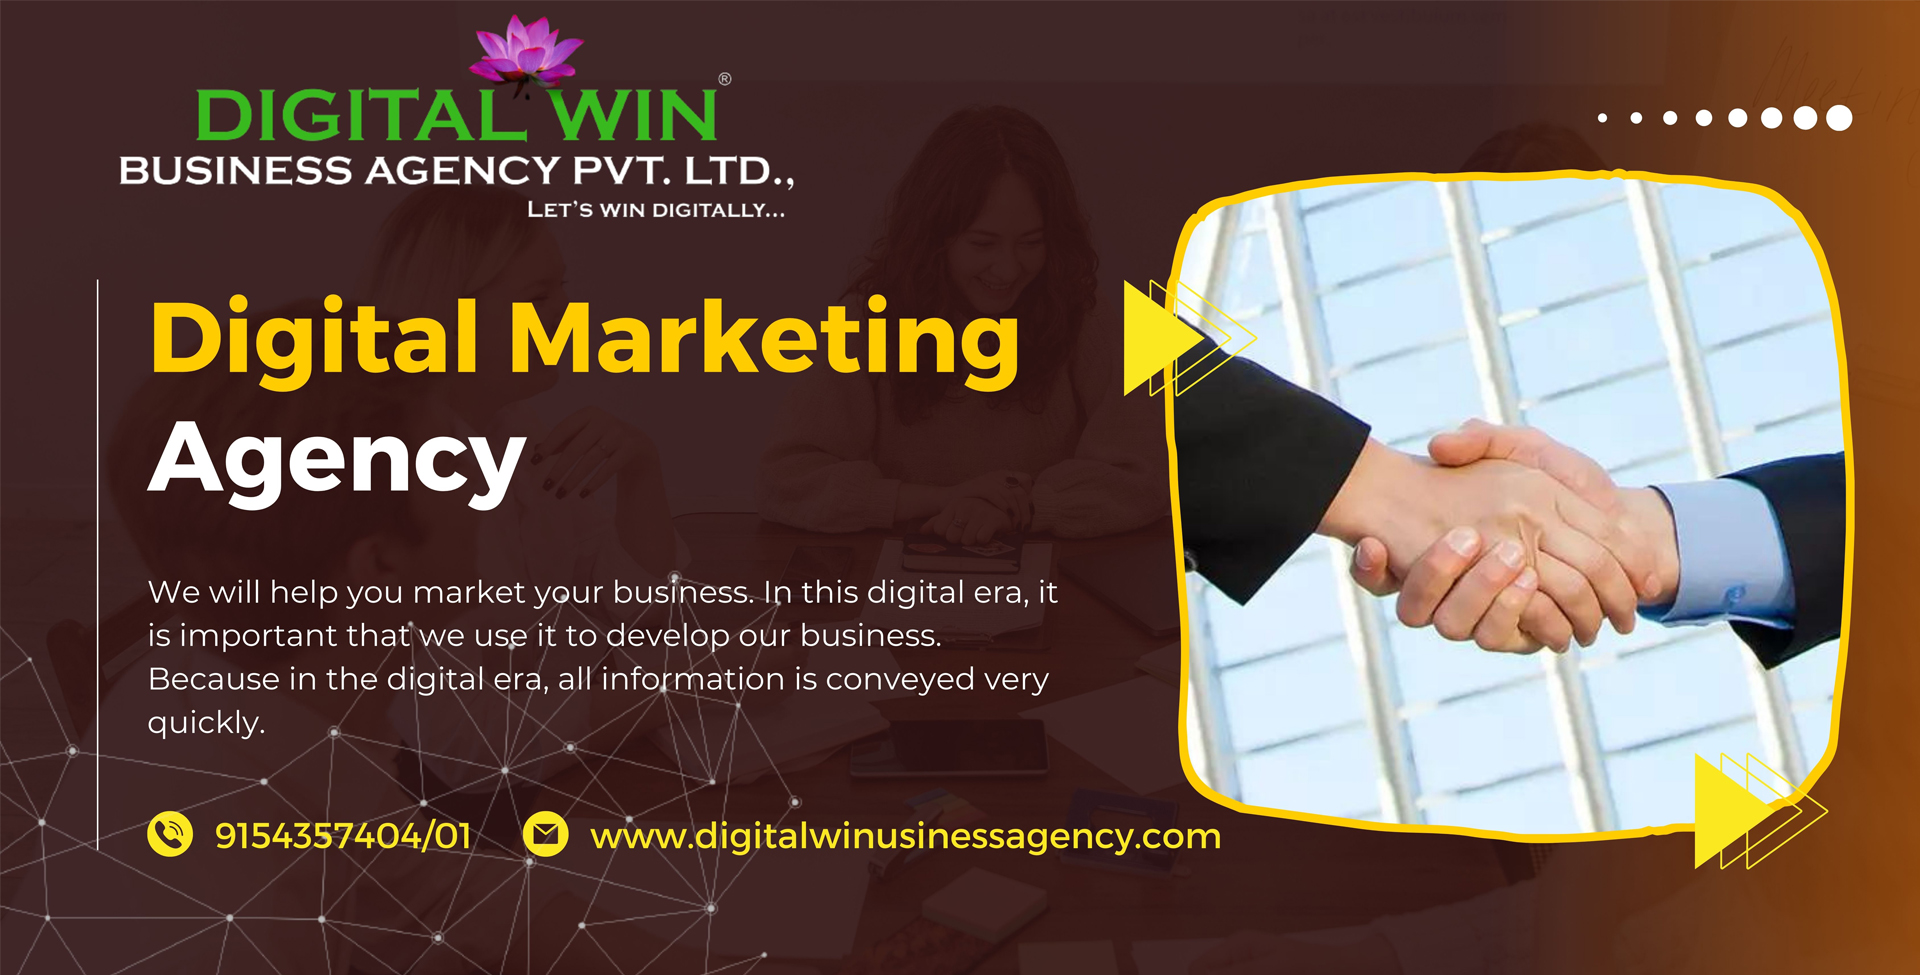 DIGITAL WIN®
BUSINESS AGENCY PVT. LTD.,
LET'S WIN DIGITALLY...
Digital Marketing
Agency
We will help you market your business. In this digital era, it
is important that we use it to develop our business.
Because in the digital era, all information is conveyed very
quickly.
9154357404/01
www.digitalwinusinessagency.com